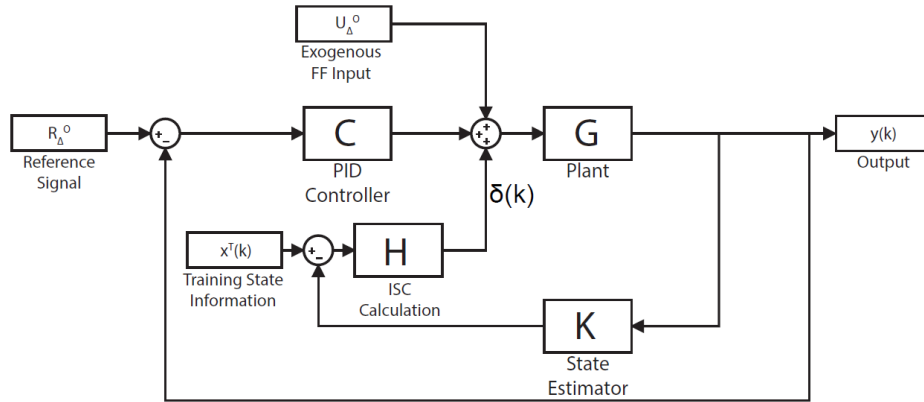 U_Δ^O
Exogenous
FF Input
R_Δ^O
Reference
Signal
+
-
C
PID
Controller
+
+
+
G
Plant
y(k)
Output
δ(k)
x^T(k)
Training State
Information
+
-
H
ISC
Calculation
K
State
Estimator